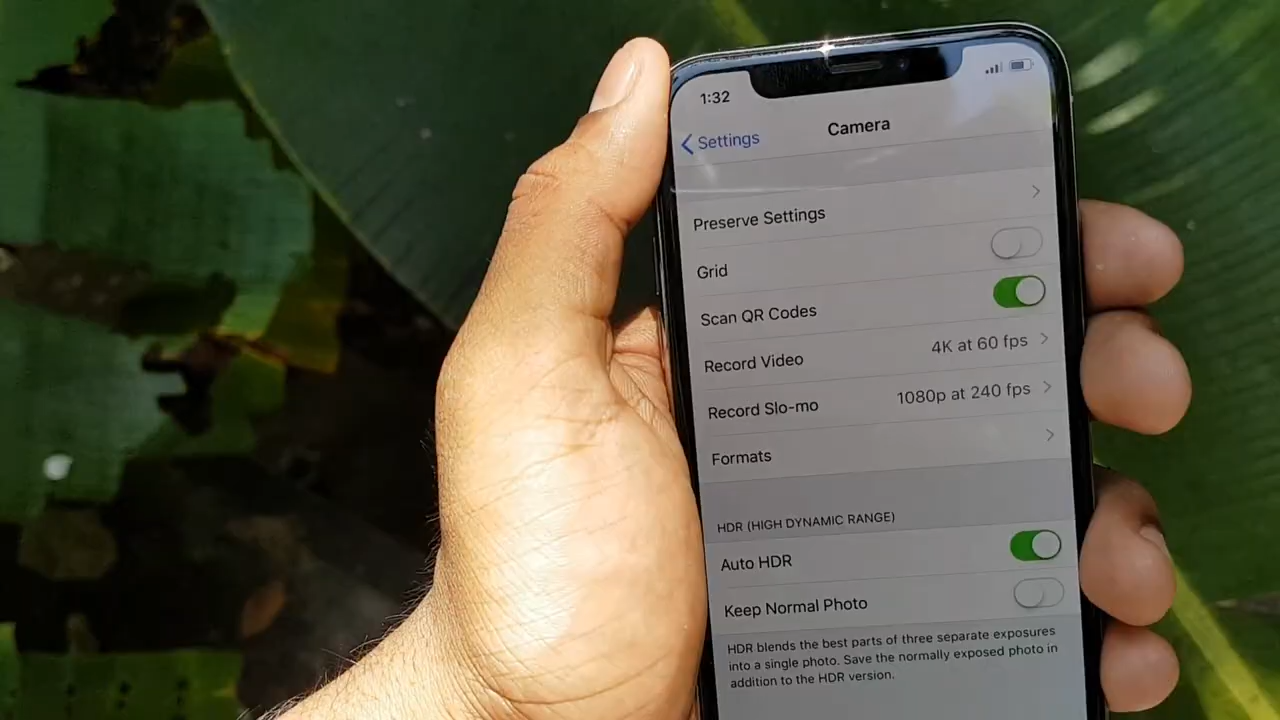 1:32
Settings
Camera
Preserve Settings
Grid
Scan QR Codes
Record Video 4K at 60 fps
Record Slo-mo 1080p at 240 fps
Formats
HDR (HIGH DYNAMIC RANGE)
Auto HDR
Keep Normal Photo
HDR blends the best parts of three separate exposures
into a single photo. Save the normally exposed photo in
addition to the HDR version.